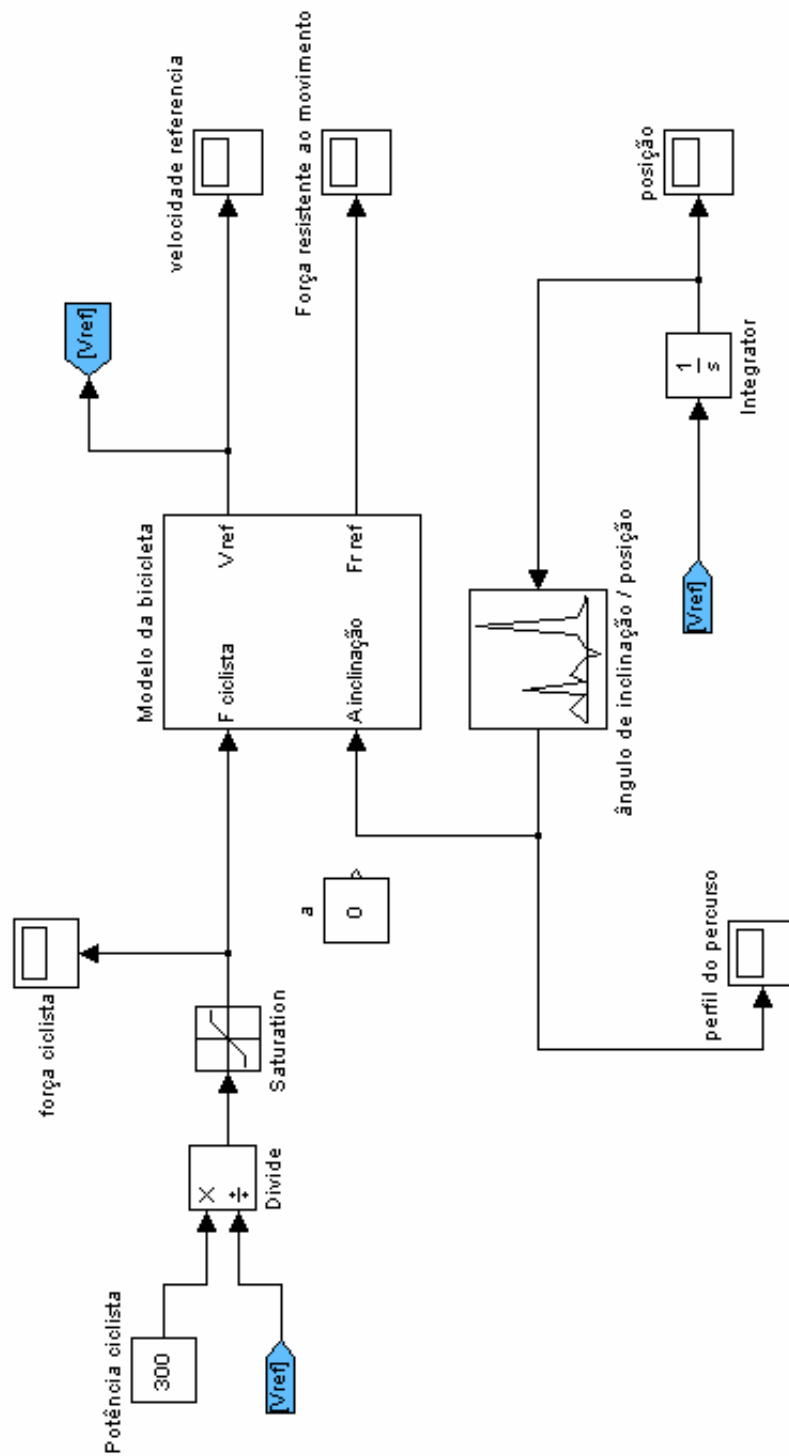 Potência ciclista
300
[Vref]
×
÷
Divide
Saturation
força ciclista
a
0
Modelo da bicicleta
F ciclista
A inclinação
Vref
Fr ref
[Vref]
velocidade referencia
Força resistente ao movimento
perfil do percurso
ângulo de inclinação / posição
[Vref]
1
s
Integrator
posição